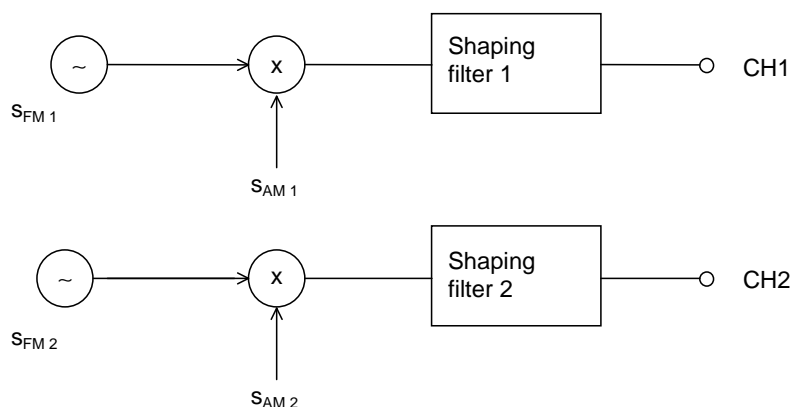 ~
x
Shaping
filter 1
CH1
sFM 1
sAM 1
~
x
Shaping
filter 2
CH2
sFM 2
sAM 2